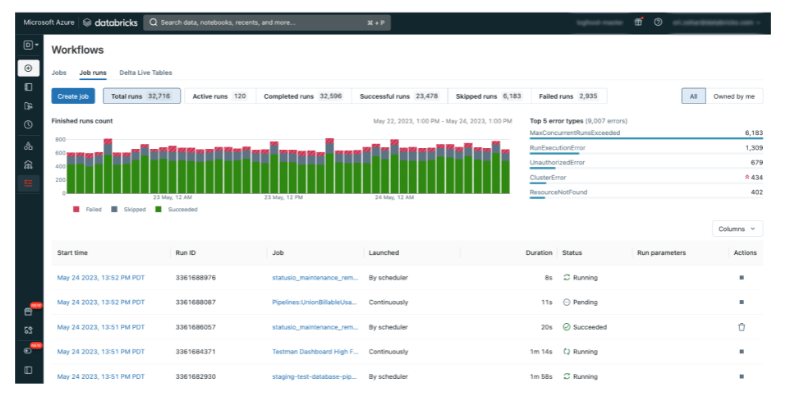 Microsoft Azure databricks Search data, notebooks, recents, and more... ⌘ + P
D
Workflows
Jobs Job runs Delta Live Tables
Create job Total runs 32,716 Active runs 120 Completed runs 32,596 Successful runs 23,478 Skipped runs 6,183 Failed runs 2,935 All Owned by me
Finished runs count May 22, 2023, 1:00 PM - May 24, 2023, 1:00 PM
800
600
400
200
0
23 May, 12 AM 23 May, 12 PM 24 May, 12 AM
Failed Skipped Succeeded
Top 5 error types (9,007 errors)
MaxConcurrentRunsExceeded 6,183
RunExecutionError 1,309
UnauthorizedError 679
ClusterError 434
ResourceNotFound 402
Columns
Start time Run ID Job Launched Duration Status Run parameters Actions
May 24 2023, 13:52 PM PDT 3361688976 statusio_maintenance_rem... By scheduler 8s Running
May 24 2023, 13:52 PM PDT 3361688087 Pipelines:UnionBillableUsa... Continuously 11s Pending
May 24 2023, 13:51 PM PDT 3361686057 statusio_maintenance_rem... By scheduler 20s Succeeded
May 24 2023, 13:51 PM PDT 3361684371 Testman Dashboard High F... Continuously 1m 14s Running
May 24 2023, 13:51 PM PDT 3361682930 staging-test-database-pip... By scheduler 1m 58s Running
NEW
NEW